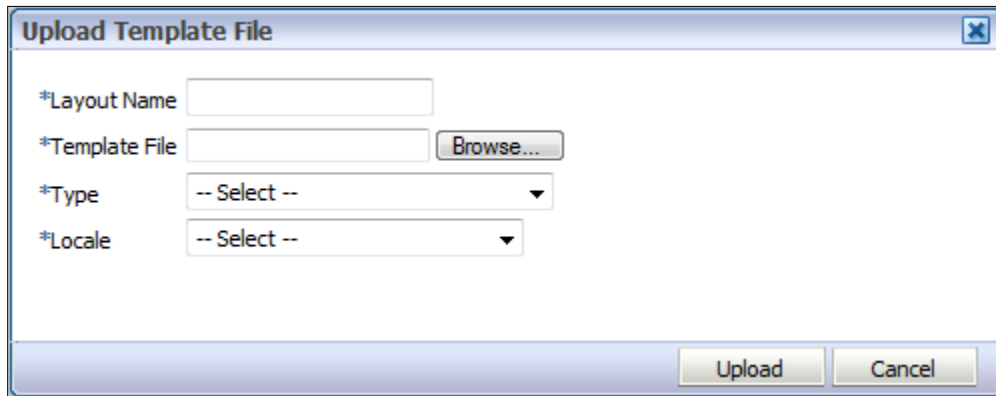 Upload Template File
*Layout Name
*Template File Browse...
*Type -- Select --
*Locale -- Select --
Upload Cancel